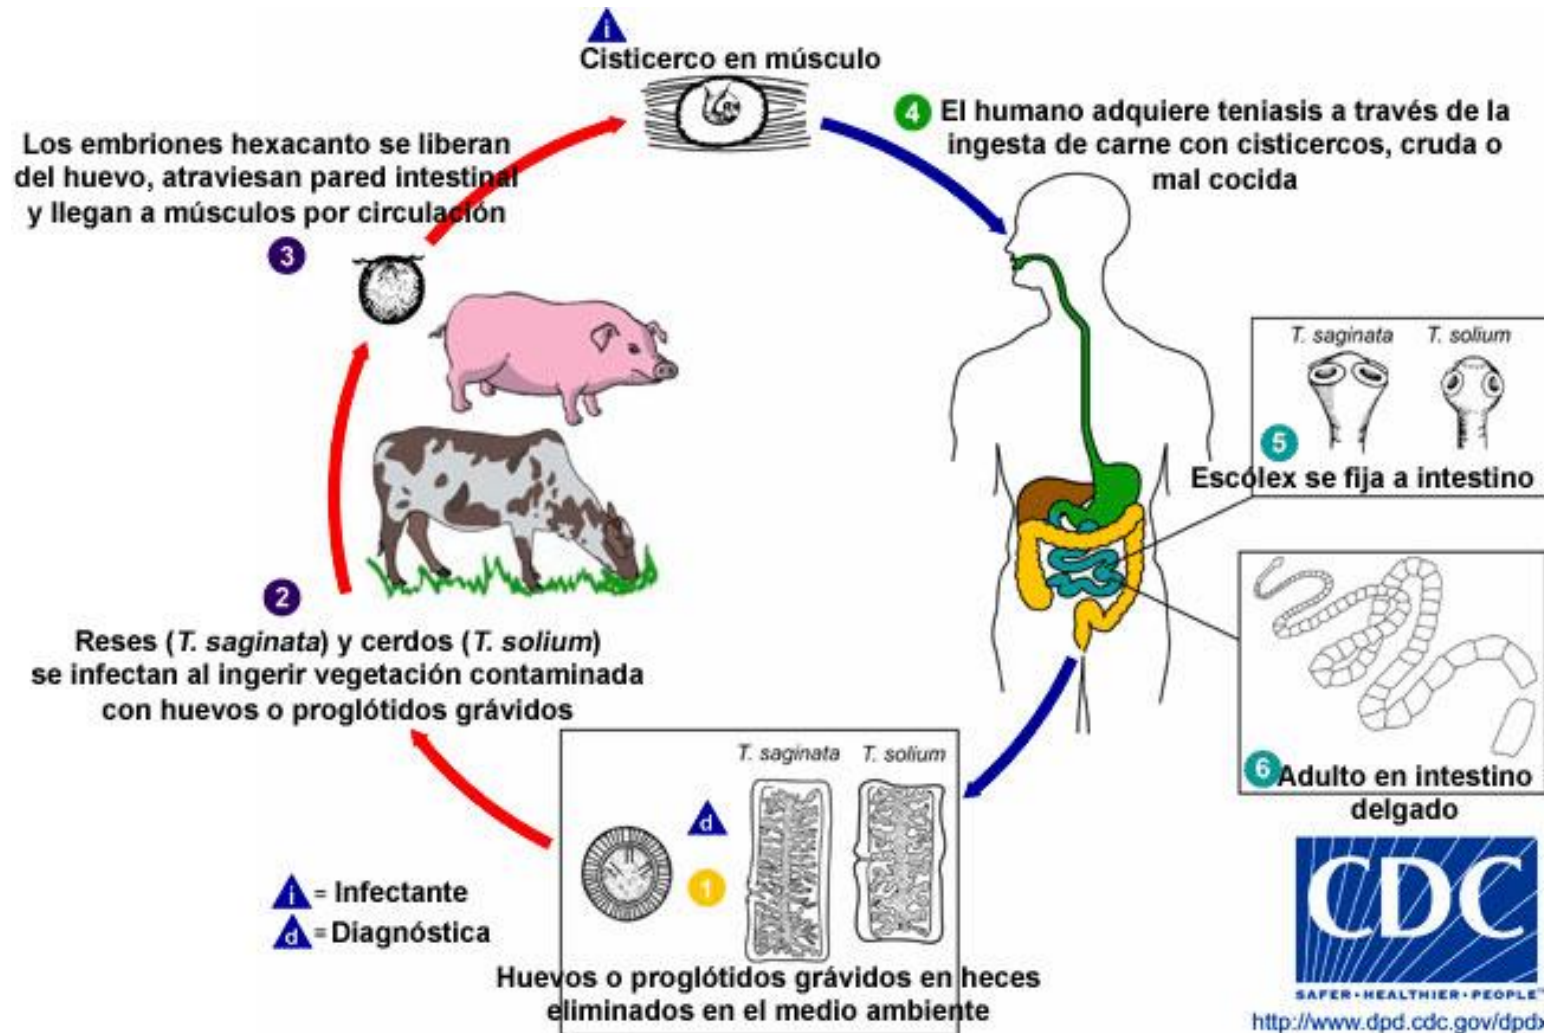 i
Cisticerco en músculo
4 El humano adquiere teniasis a través de la
ingesta de carne con cisticercos, cruda o
mal cocida
Los embriones hexacanto se liberan
del huevo, atraviesan pared intestinal
y llegan a músculos por circulación
3
T. saginata T. solium
5
Escólex se fija a intestino
2
Reses (T. saginata) y cerdos (T. solium)
se infectan al ingerir vegetación contaminada
con huevos o proglótidos grávidos
6 Adulto en intestino
delgado
T. saginata T. solium
d
1
i = Infectante
d = Diagnóstica
Huevos o proglótidos grávidos en heces
eliminados en el medio ambiente
CDC
SAFER·HEALTHIER·PEOPLE™
http://www.dpd.cdc.gov/dpdx